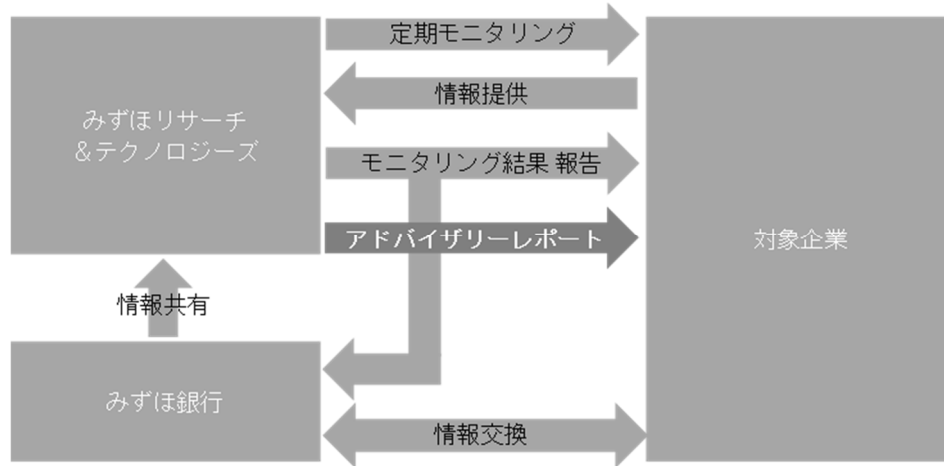 定期モニタリング
情報提供
みずほリサーチ
＆テクノロジーズ
モニタリング結果 報告
アドバイザリーレポート
対象企業
情報共有
みずほ銀行
情報交換